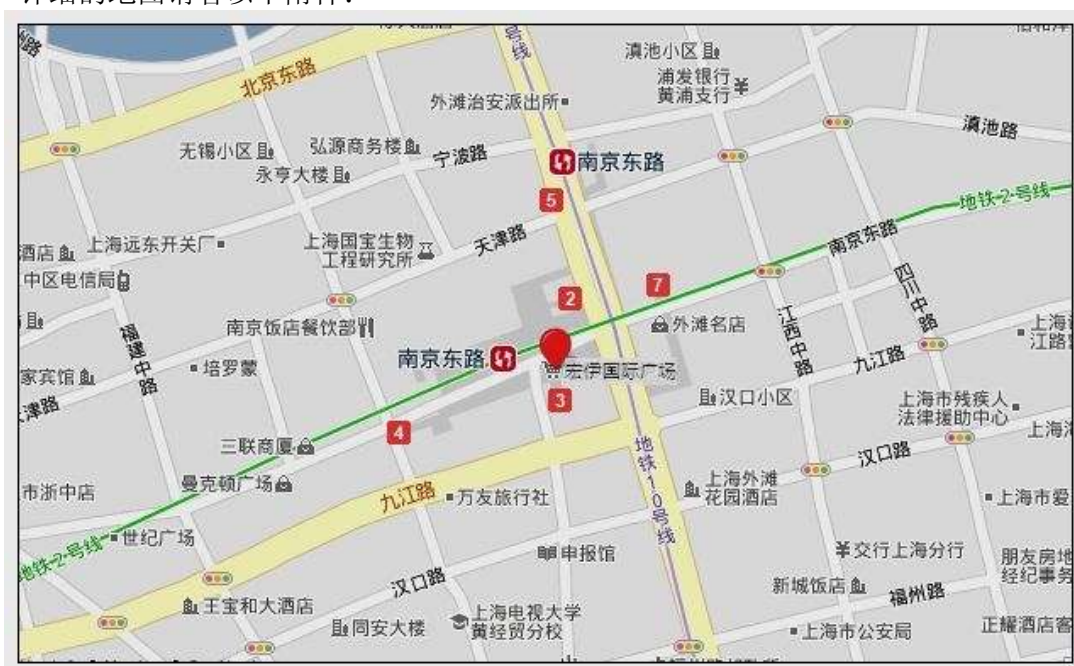 号线
滇池小区
浦发银行
黄浦支行
北京东路
外滩治安派出所
滇池路
弘源商务楼
无锡小区
宁波路
南京东路
永亨大楼
5
地铁2号线
上海国宝生物
工程研究所
天津路
南京东路
酒店
上海远东开关厂
中区电信局
四川中路
7
2
福建中路
南京饭店餐饮部
外滩名店
江西中路
上海
江路
南京东路
宏伊国际广场
九江路
培罗蒙
家宾馆
津路
3
汉口小区
上海市残疾人
法律援助中心
4
三联商厦
地铁10号线
汉口路
曼克顿广场
市浙中店
九江路
万友旅行社
上海外滩
花园酒店
上海市爱
世纪广场
地铁2号线
申报馆
交行上海分行
朋友房地
经纪事务
汉口路
新城饭店
福州路
王宝和大酒店
上海电视大学
黄经贸分校
同安大楼
上海市公安局
正耀酒店客